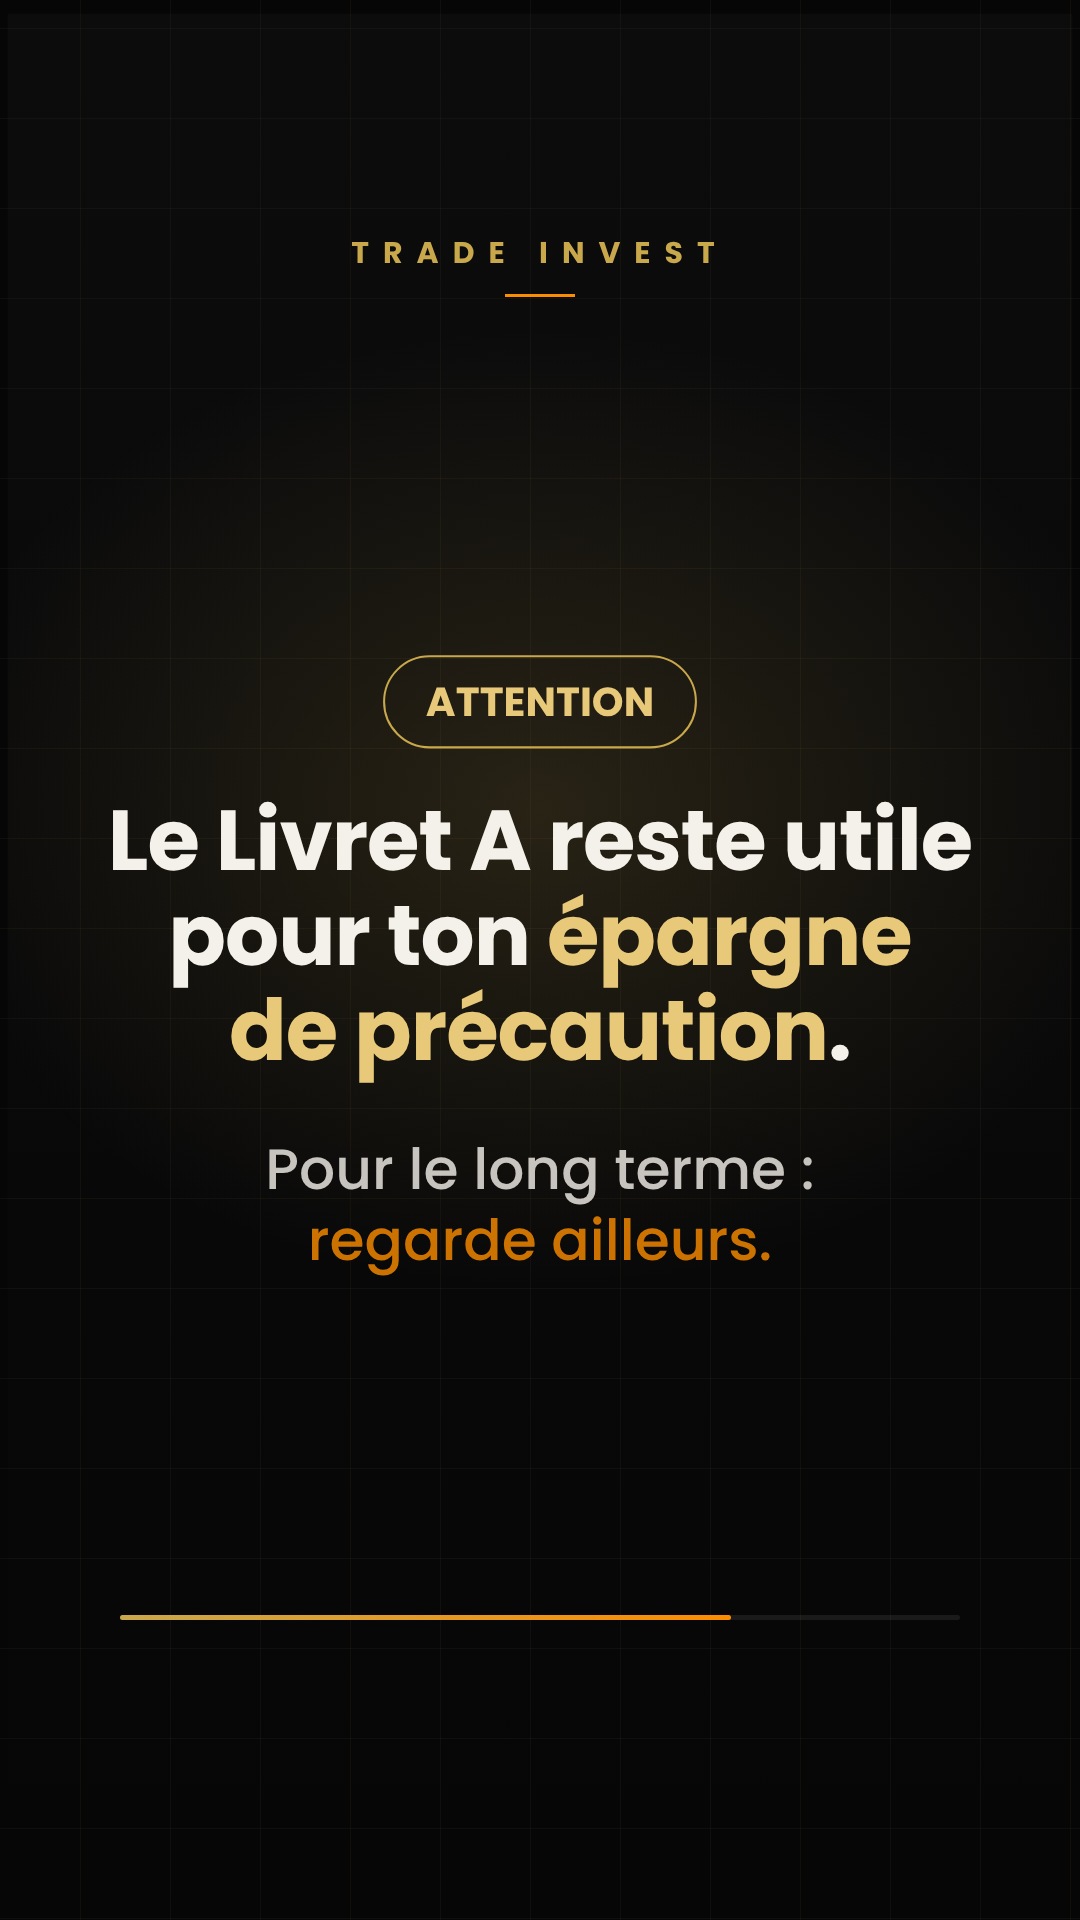 TRADE INVEST
ATTENTION
Le Livret A reste utile
pour ton épargne
de précaution.
Pour le long terme :
regarde ailleurs.